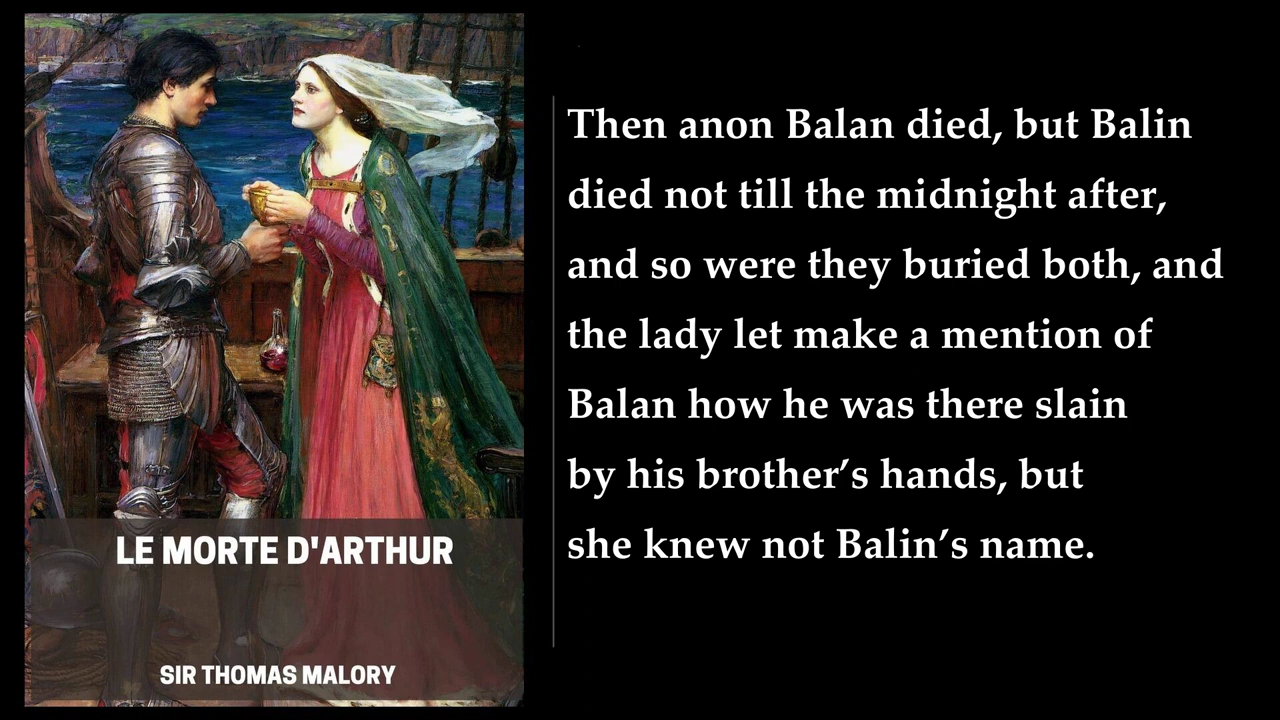 LE MORTE D'ARTHUR
SIR THOMAS MALORY
Then anon Balan died, but Balin
died not till the midnight after,
and so were they buried both, and
the lady let make a mention of
Balan how he was there slain
by his brother’s hands, but
she knew not Balin’s name.